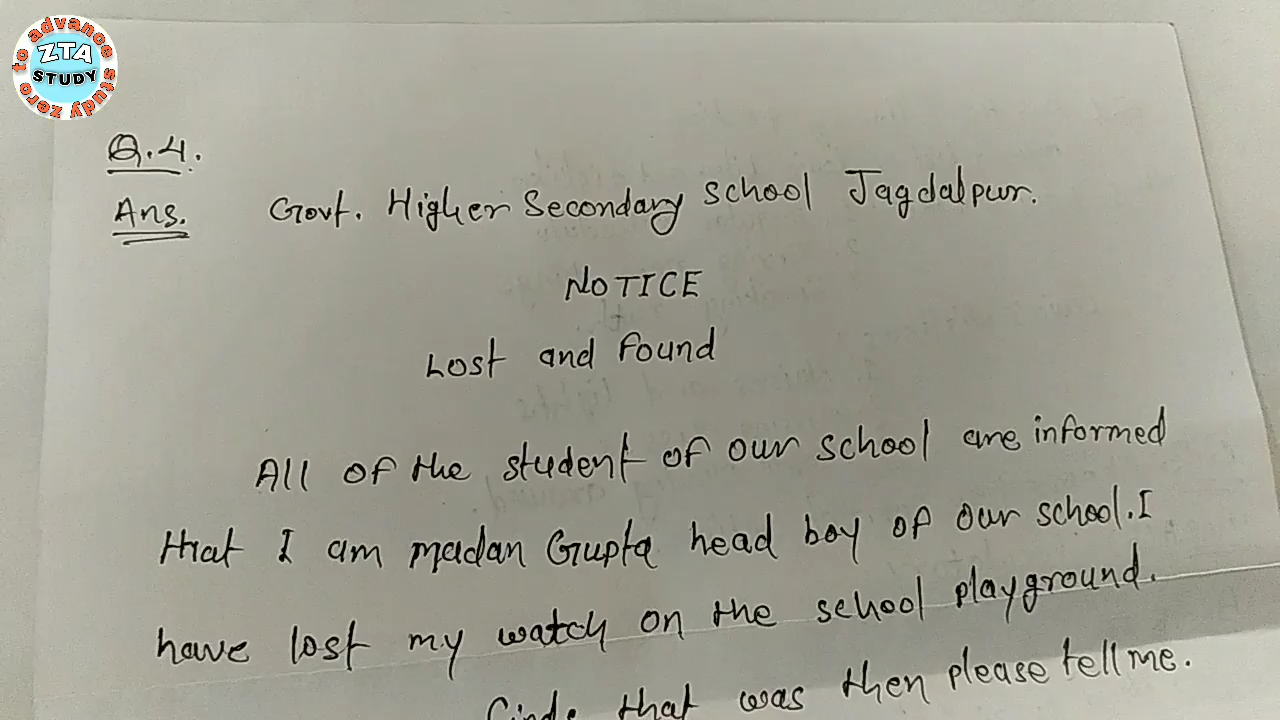 zero to advance study
ZTA
STUDY
Q.4.
Ans. Govt. Higher Secondary School Jagdalpur.
NOTICE
Lost and Found
All of the student of our school are informed
that I am madan Gupta head boy of our school. I
have lost my watch on the school playground.
that was then please tell me.